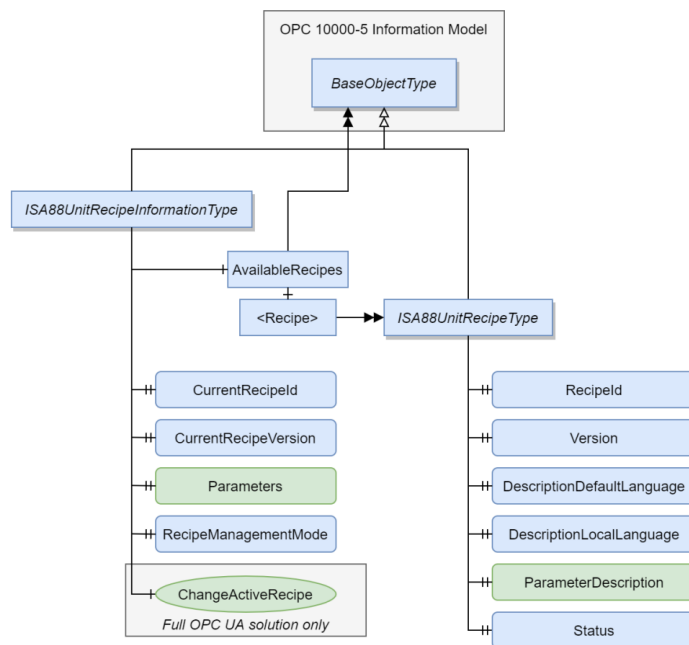 OPC 10000-5 Information Model
BaseObjectType
ISA88UnitRecipeInformationType
AvailableRecipes
<Recipe>
ISA88UnitRecipeType
CurrentRecipeId
CurrentRecipeVersion
Parameters
RecipeManagementMode
ChangeActiveRecipe
Full OPC UA solution only
RecipeId
Version
DescriptionDefaultLanguage
DescriptionLocalLanguage
ParameterDescription
Status